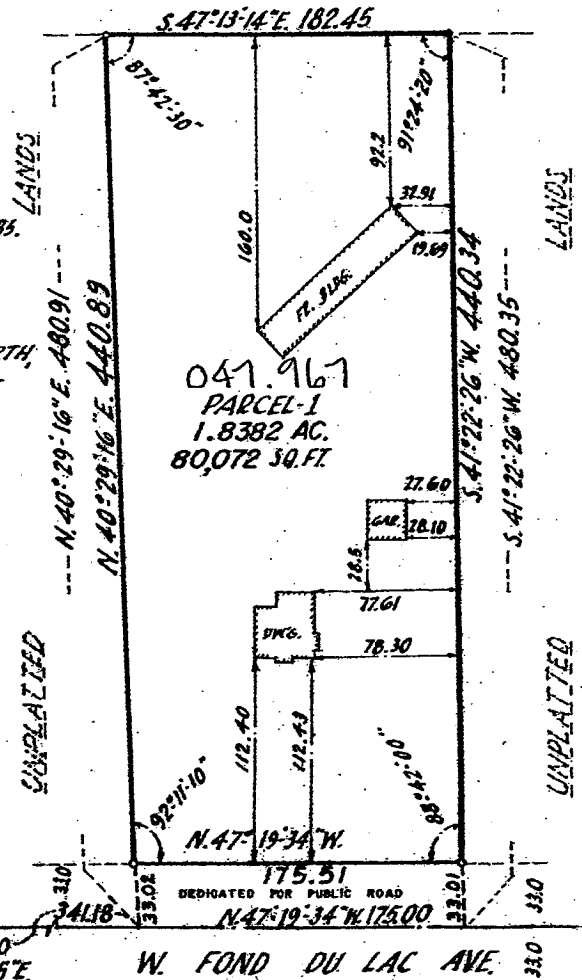 S. 47°-13'-14"E. 182.45
87°-42'-30"
91°-24'-20"
92.2
LANDS
LANDS
160.0
32.91
19.69
FR. BLDG.
N. 40°-29'-16"E. 480.91
N. 40°-29'-16"E. 440.89
S. 41°-22'-26"W. 440.34
S. 41°-22'-26"W. 480.35
047.967
PARCEL-1
1.8382 AC.
80,072 SQ.FT.
27.60
GAR.
28.10
28.5
77.61
DWG.
78.30
UNPLATTED
UNPLATTED
112.40
112.43
92°-11'-10"
88°-42'-00"
N. 47°-19'-34"W.
175.51
DEDICATED FOR PUBLIC ROAD
33.02
33.01
33.0
341.18
N. 47°-19'-34"W. 175.00
W. FOND DU LAC AVE.
33.0